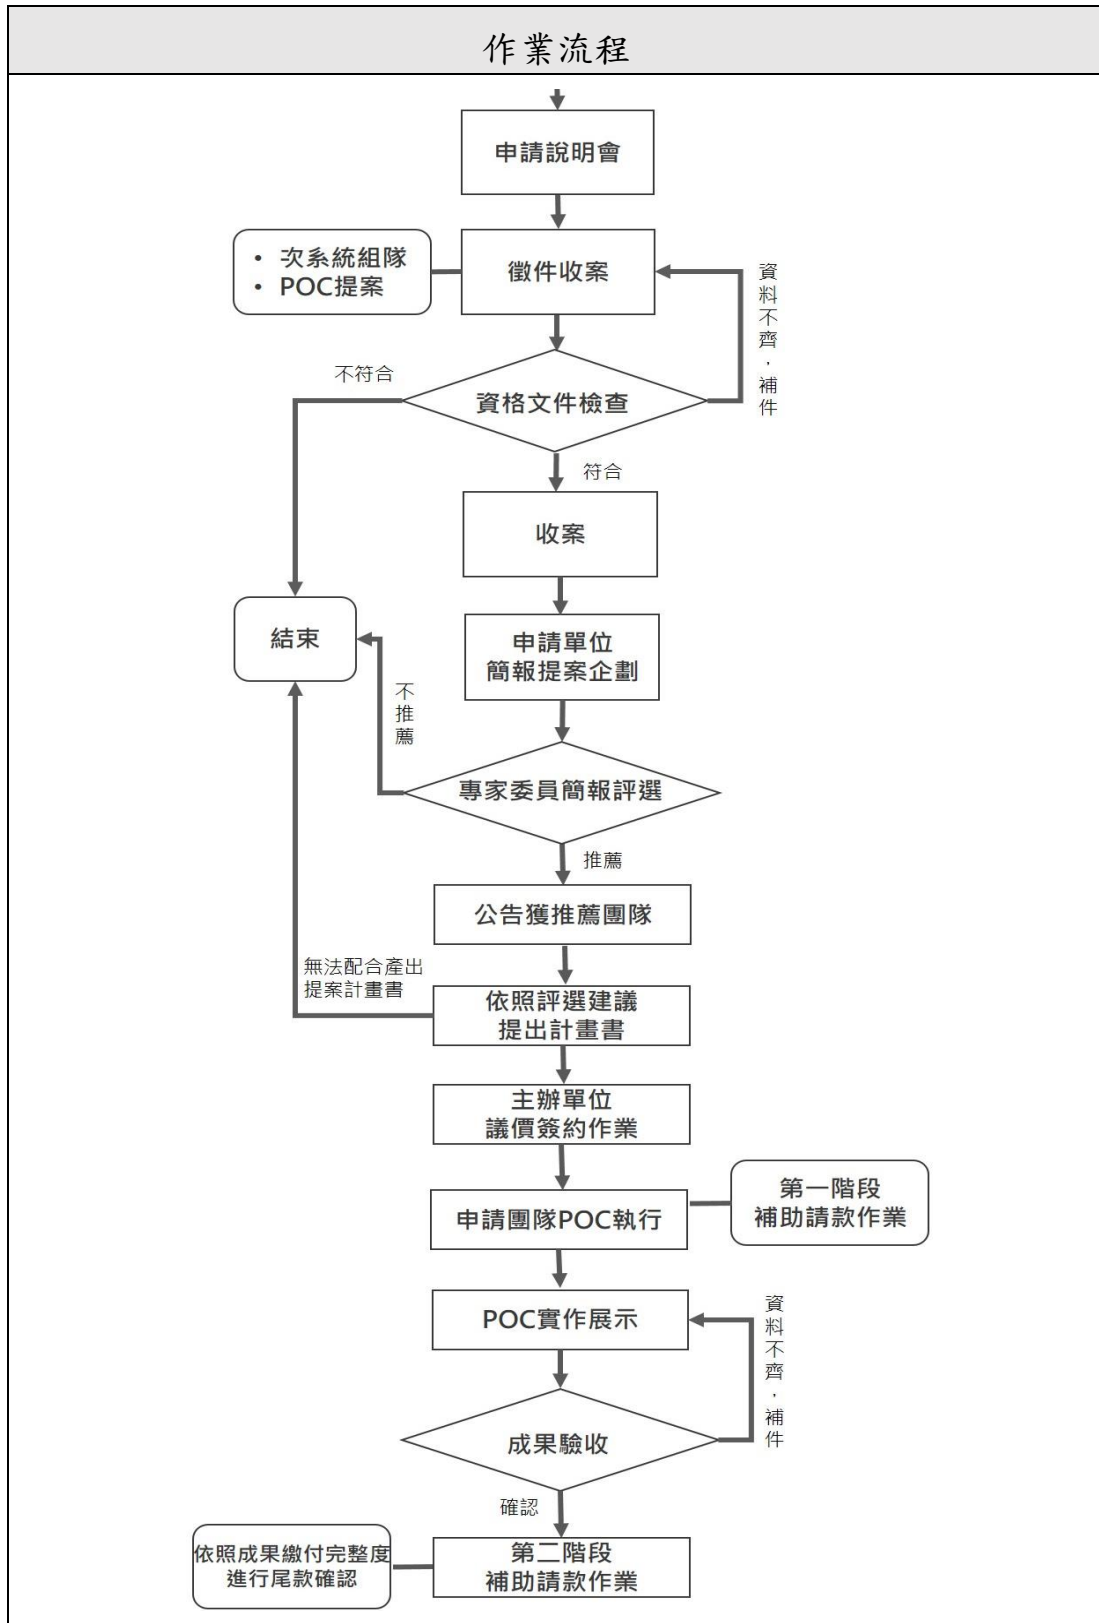 作業流程
申請說明會
• 次系統組隊
• POC提案
徵件收案
資料不齊，補件
不符合
資格文件檢查
符合
收案
結束
申請單位
簡報提案企劃
不推薦
專家委員簡報評選
推薦
公告獲推薦團隊
無法配合產出
提案計畫書
依照評選建議
提出計畫書
主辦單位
議價簽約作業
申請團隊POC執行
第一階段
補助請款作業
POC實作展示
資料不齊，補件
成果驗收
確認
依照成果繳付完整度
進行尾款確認
第二階段
補助請款作業